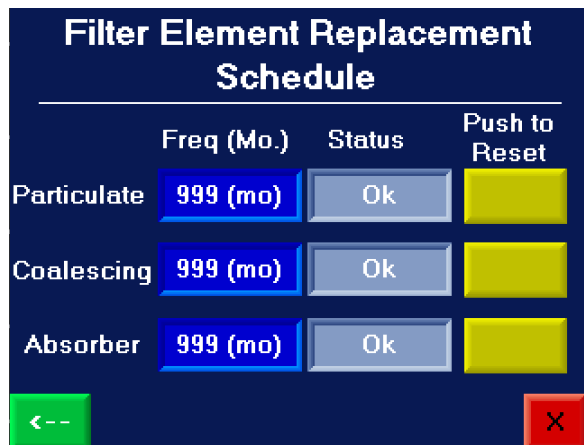 Filter Element Replacement
Schedule
Freq (Mo.) Status Push to
Reset
Particulate 999 (mo) Ok
Coalescing 999 (mo) Ok
Absorber 999 (mo) Ok
<-- X